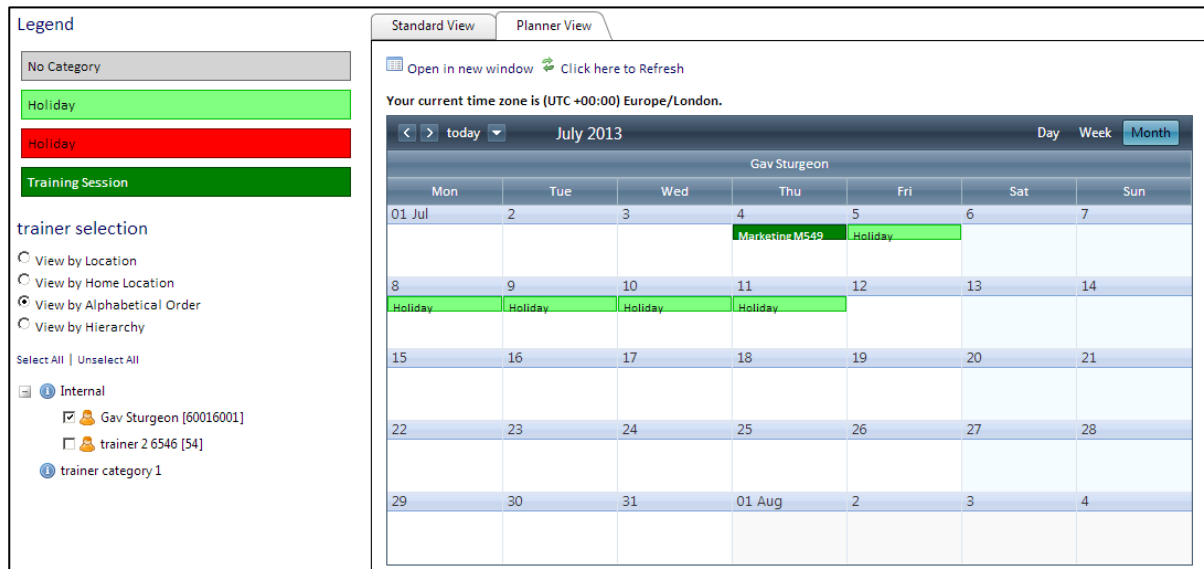 Legend
No Category
Holiday
Holiday
Training Session
trainer selection
View by Location
View by Home Location
View by Alphabetical Order
View by Hierarchy
Select All | Unselect All
Internal
Gav Sturgeon [60016001]
trainer 2 6546 [54]
trainer category 1
Standard View Planner View
Open in new window Click here to Refresh
Your current time zone is (UTC +00:00) Europe/London.
today July 2013 Day Week Month
Gav Sturgeon
Mon Tue Wed Thu Fri Sat Sun
01 Jul 2 3 4 5 6 7
Marketing M549 Holiday
8 9 10 11 12 13 14
Holiday Holiday Holiday Holiday
15 16 17 18 19 20 21
22 23 24 25 26 27 28
29 30 31 01 Aug 2 3 4